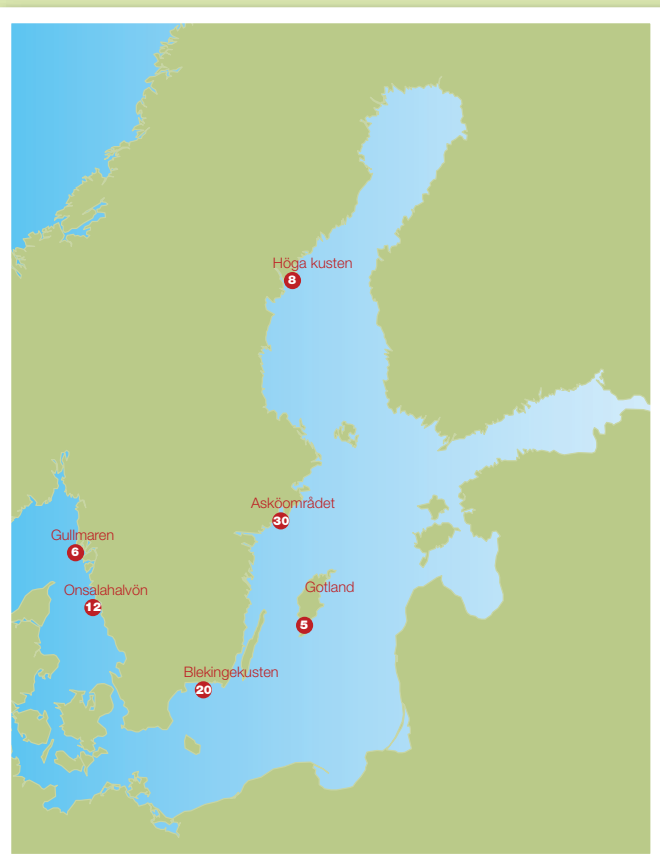 Höga kusten
8
Asköområdet
30
Gullmaren
6
Onsalahalvön
12
Gotland
5
Blekingekusten
20